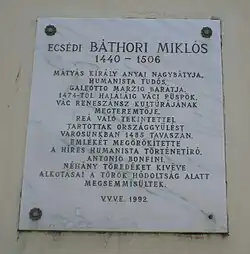 ECSÉDI BÁTHORI MIKLÓS
1440 - 1506
MÁTYÁS KIRÁLY ANYAI NAGYBÁTYJA,
HUMANISTA TUDÓS,
GALEOTTO MARZIO BARÁTJA,
1474-TŐL HALÁLÁIG VÁCI PÜSPÖK,
VÁC RENESZÁNSZ KULTÚRÁJÁNAK
MEGTEREMTŐJE.
REÁ VALÓ TEKINTETTEL
TARTOTTAK ORSZÁGGYŰLÉST
VÁROSUNKBAN 1485 TAVASZÁN.
EMLÉKÉT MEGÖRÖKÍTETTE
A HÍRES HUMANISTA TÖRTÉNETÍRÓ,
ANTONIO BONFINI.
NÉHÁNY TÖREDÉKET KIVÉVE
ALKOTÁSAI A TÖRÖK HÓDOLTSÁG ALATT
MEGSEMMISÜLTEK.
V.V.V.E. 1992.